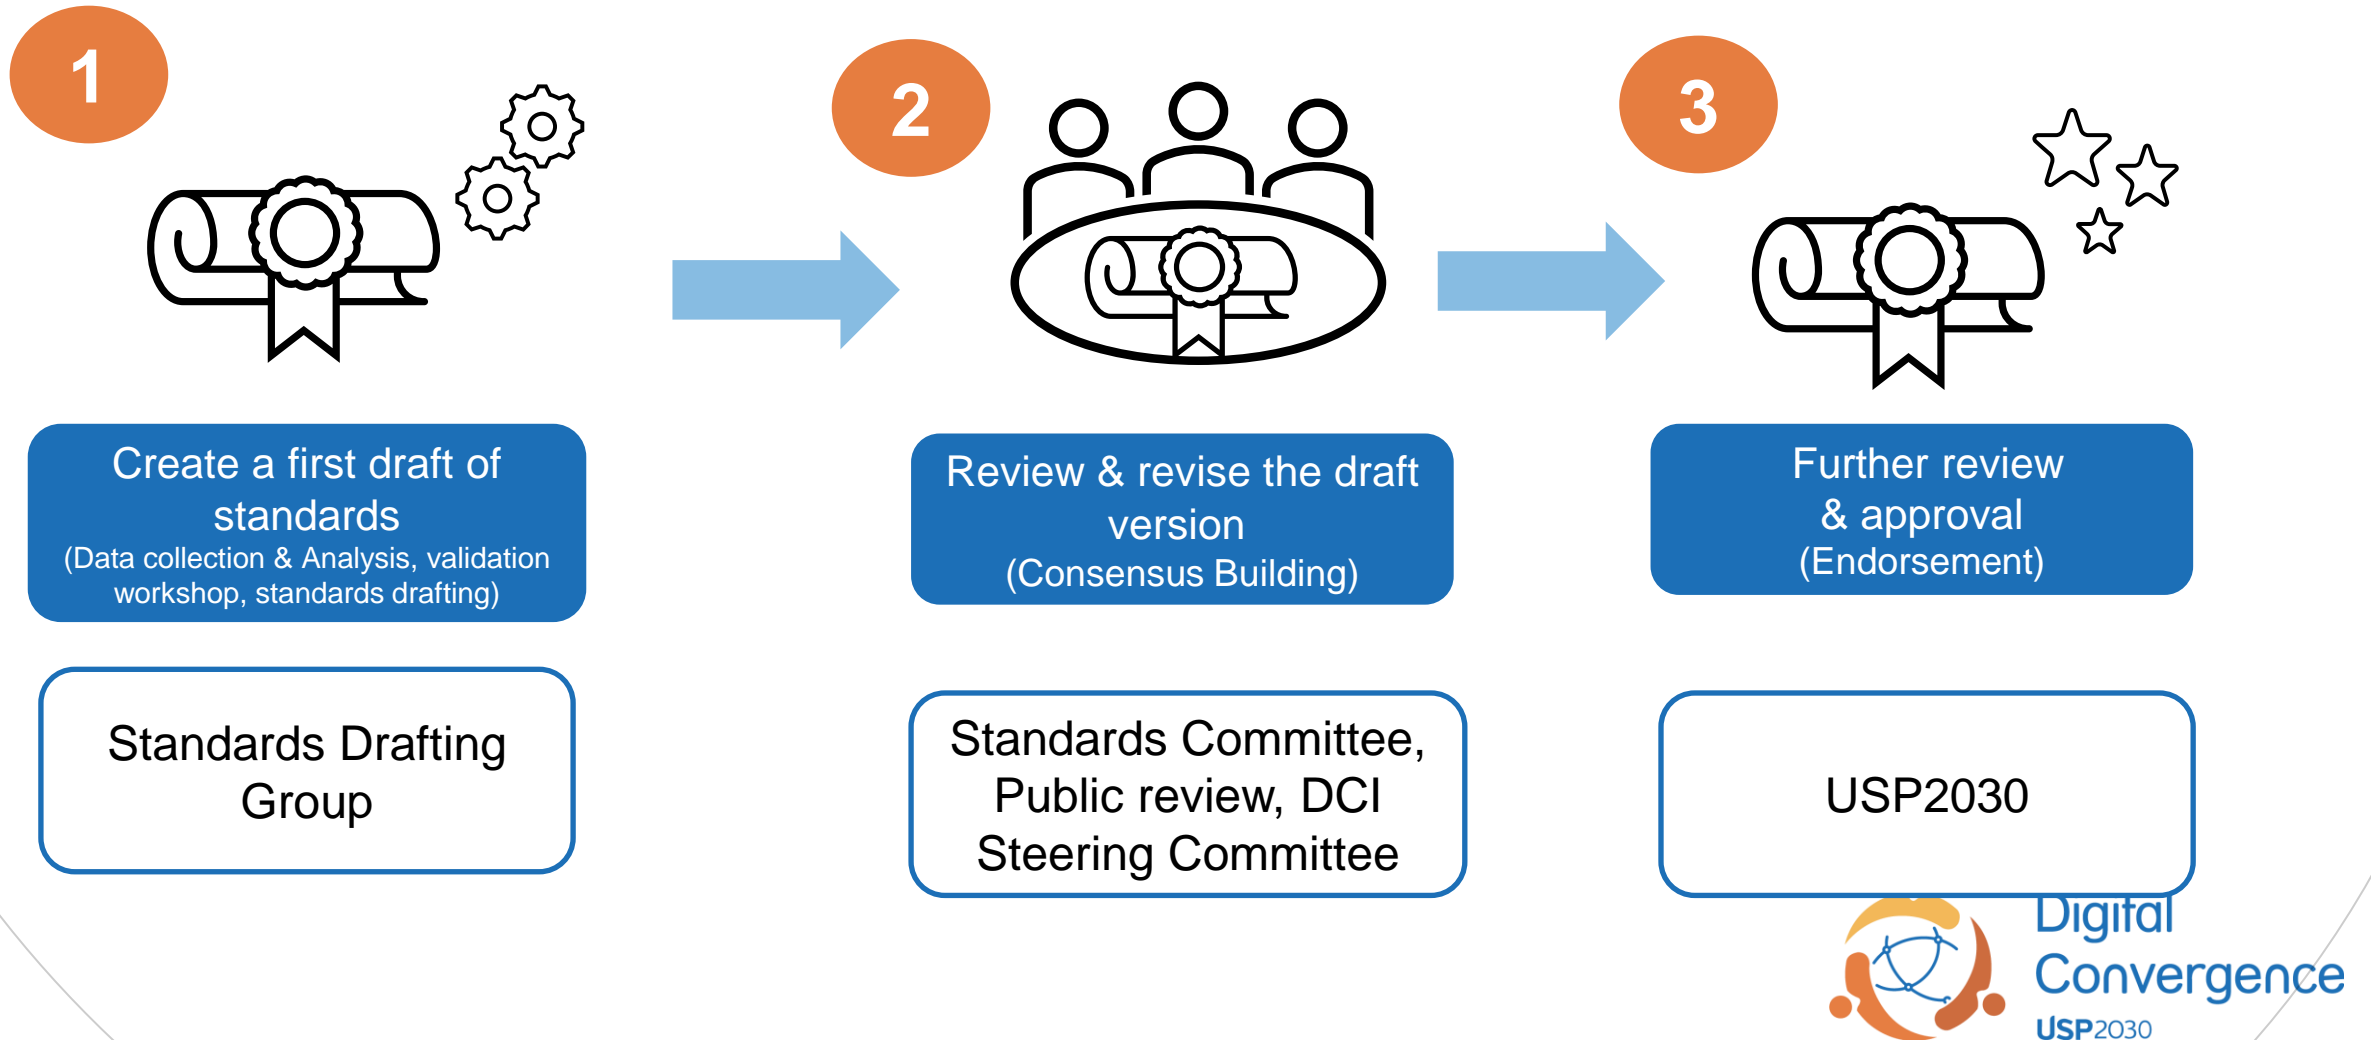 1
Create a first draft of
standards
(Data collection & Analysis, validation
workshop, standards drafting)
Standards Drafting
Group
2
Review & revise the draft
version
(Consensus Building)
Standards Committee,
Public review, DCI
Steering Committee
3
Further review
& approval
(Endorsement)
USP2030
Digital
Convergence
USP2030